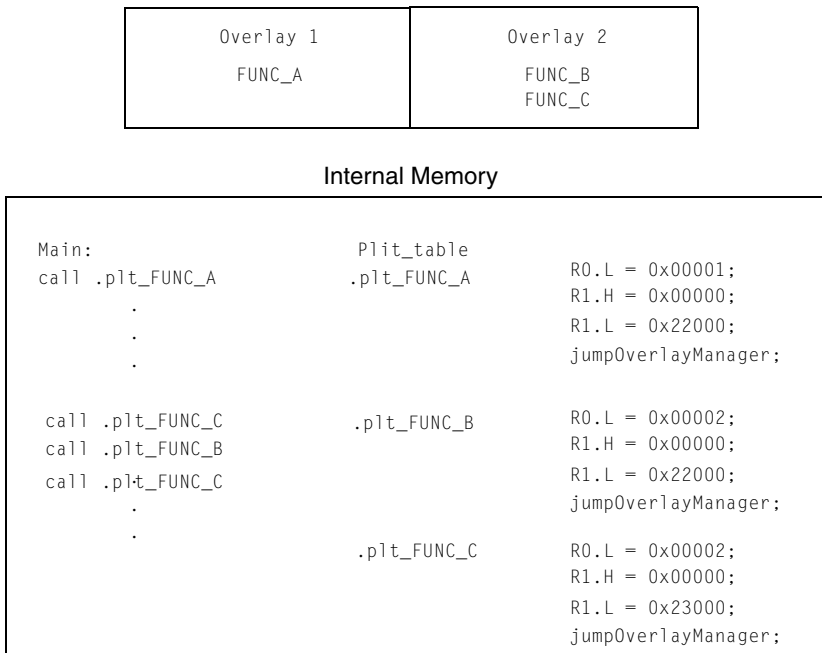 Overlay 1
FUNC_A
Overlay 2
FUNC_B
FUNC_C
Internal Memory
Main:
call .plt_FUNC_A
.
.
.
call .plt_FUNC_C
call .plt_FUNC_B
call .plt_FUNC_C
.
.
.
Plit_table
.plt_FUNC_A
R0.L = 0x00001;
R1.H = 0x00000;
R1.L = 0x22000;
jumpOverlayManager;
.plt_FUNC_B
R0.L = 0x00002;
R1.H = 0x00000;
R1.L = 0x22000;
jumpOverlayManager;
.plt_FUNC_C
R0.L = 0x00002;
R1.H = 0x00000;
R1.L = 0x23000;
jumpOverlayManager;